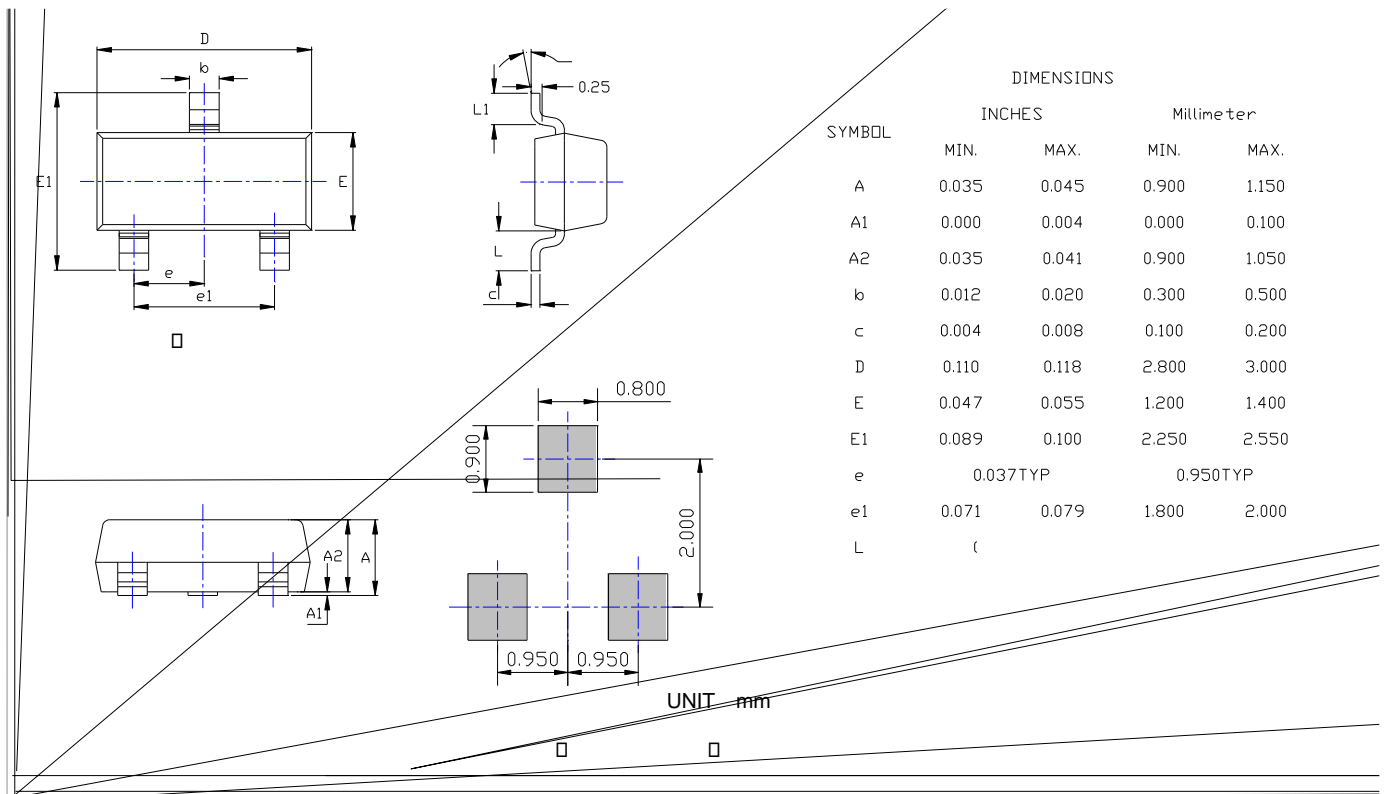 D
b
E1
E
e
e1
L1
0.25
L
c
A2
A
A1
0.800
0.900
2.000
0.950 0.950
UNIT mm
DIMENSIONS
SYMBOL INCHES Millimeter
MIN. MAX. MIN. MAX.
A 0.035 0.045 0.900 1.150
A1 0.000 0.004 0.000 0.100
A2 0.035 0.041 0.900 1.050
b 0.012 0.020 0.300 0.500
c 0.004 0.008 0.100 0.200
D 0.110 0.118 2.800 3.000
E 0.047 0.055 1.200 1.400
E1 0.089 0.100 2.250 2.550
e 0.037TYP 0.950TYP
e1 0.071 0.079 1.800 2.000
L